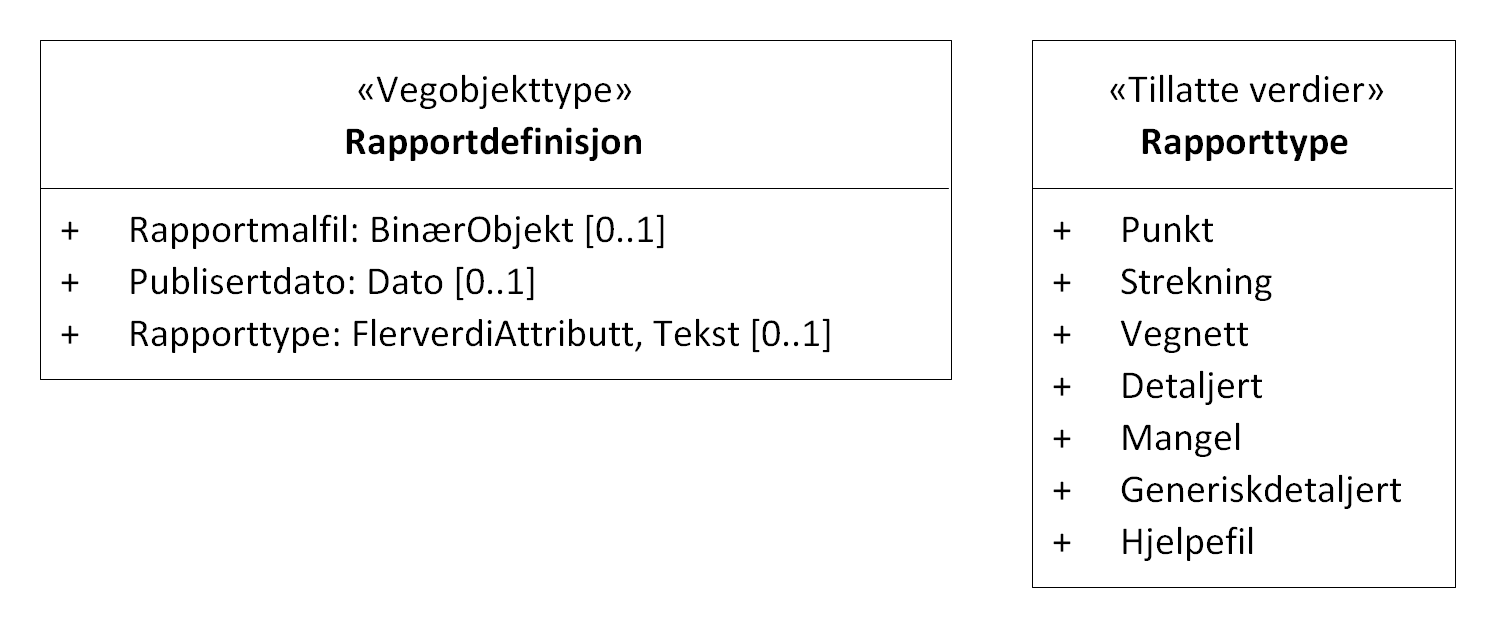 «Vegobjekttype»
Rapportdefinisjon
+ Rapportmalfil: BinærObjekt [0..1]
+ Publisertdato: Dato [0..1]
+ Rapporttype: FlerverdiAttributt, Tekst [0..1]
«Tillatte verdier»
Rapporttype
+ Punkt
+ Strekning
+ Vegnett
+ Detaljert
+ Mangel
+ Generiskdetaljert
+ Hjelpefil